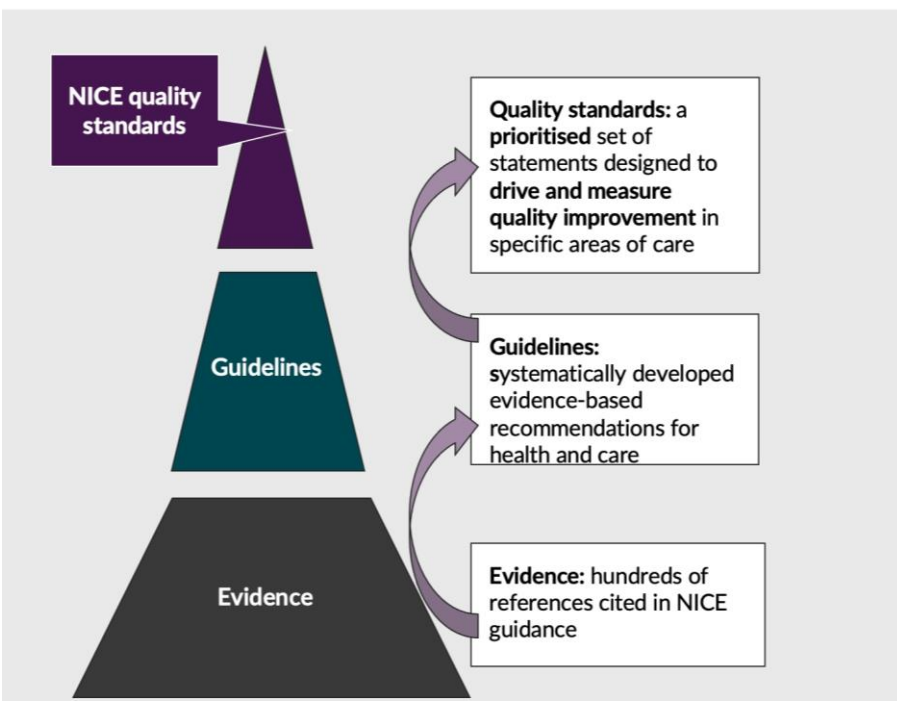 NICE quality
standards
Quality standards: a
prioritised set of
statements designed to
drive and measure
quality improvement in
specific areas of care
Guidelines
Guidelines:
systematically developed
evidence-based
recommendations for
health and care
Evidence
Evidence: hundreds of
references cited in NICE
guidance